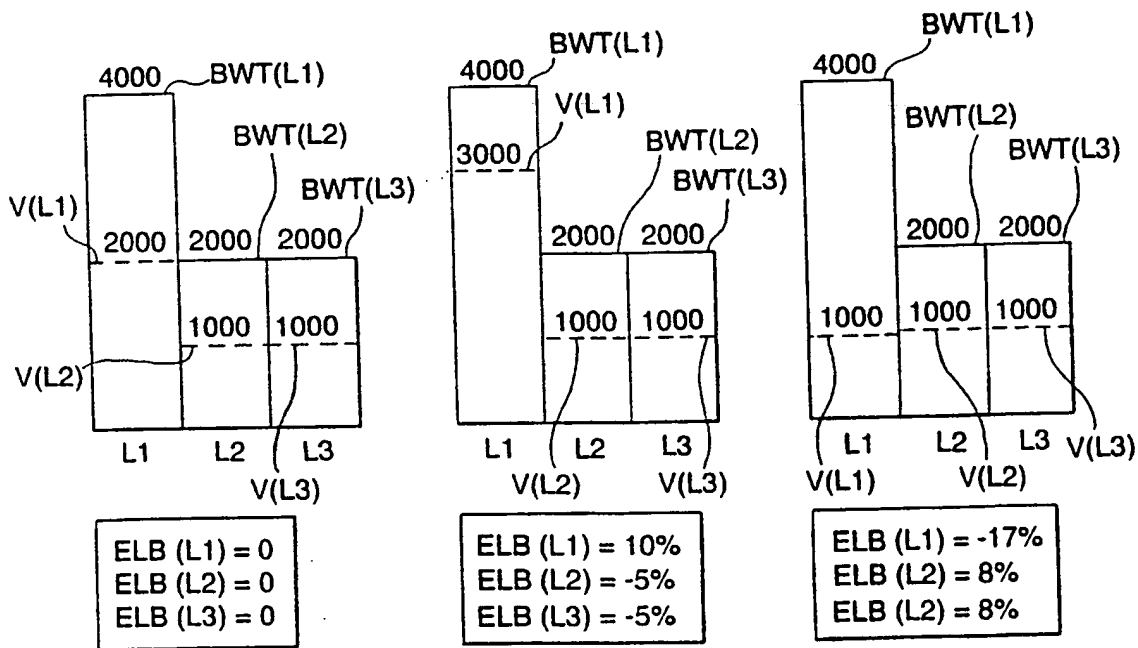 4000 BWT(L1)
BWT(L2)
BWT(L3)
V(L1)
2000 2000 2000
1000 1000
V(L2)
L1 L2 L3
V(L3)
ELB (L1) = 0
ELB (L2) = 0
ELB (L3) = 0
4000 BWT(L1)
V(L1)
3000
BWT(L2)
BWT(L3)
2000 2000
1000 1000
L1 L2 L3
V(L2) V(L3)
ELB (L1) = 10%
ELB (L2) = -5%
ELB (L3) = -5%
BWT(L1)
4000
BWT(L2)
BWT(L3)
2000 2000
1000 1000 1000
L1 L2 L3
V(L3)
V(L1) V(L2)
ELB (L1) = -17%
ELB (L2) = 8%
ELB (L2) = 8%